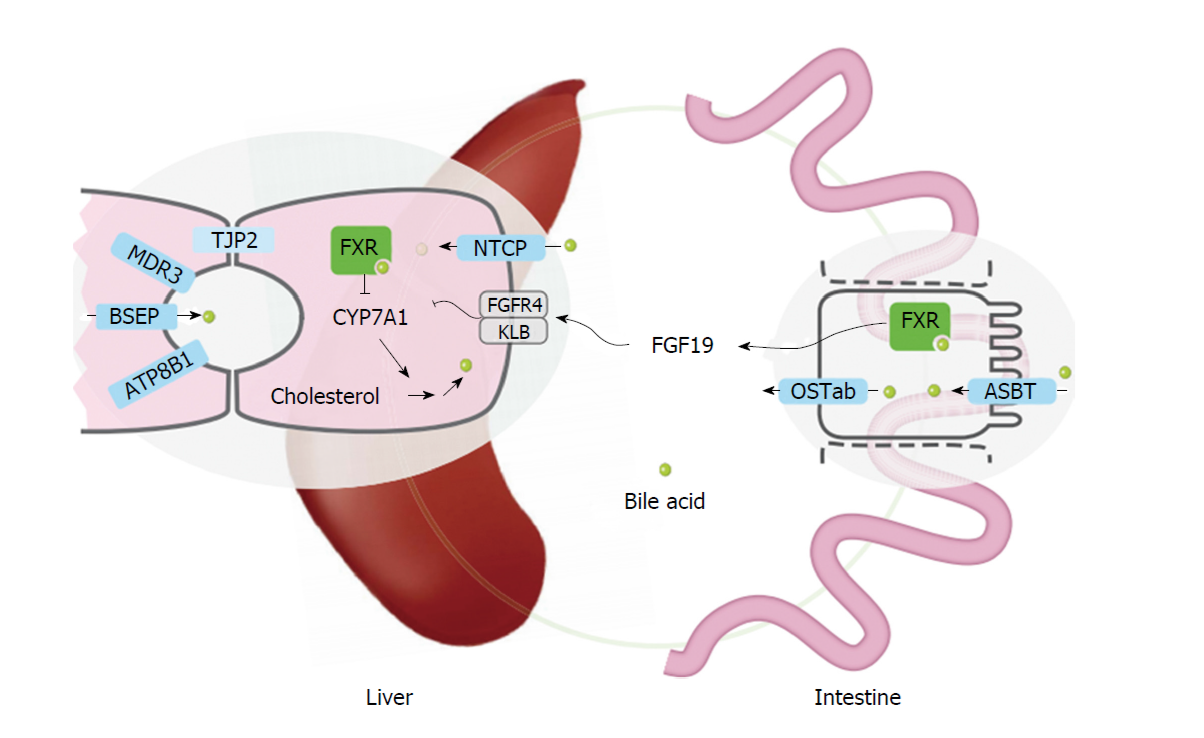 TJP2
MDR3
BSEP
ATP8B1
FXR
NTCP
CYP7A1
FGFR4
KLB
Cholesterol
FGF19
FXR
OSTab
ASBT
Bile acid
Liver
Intestine